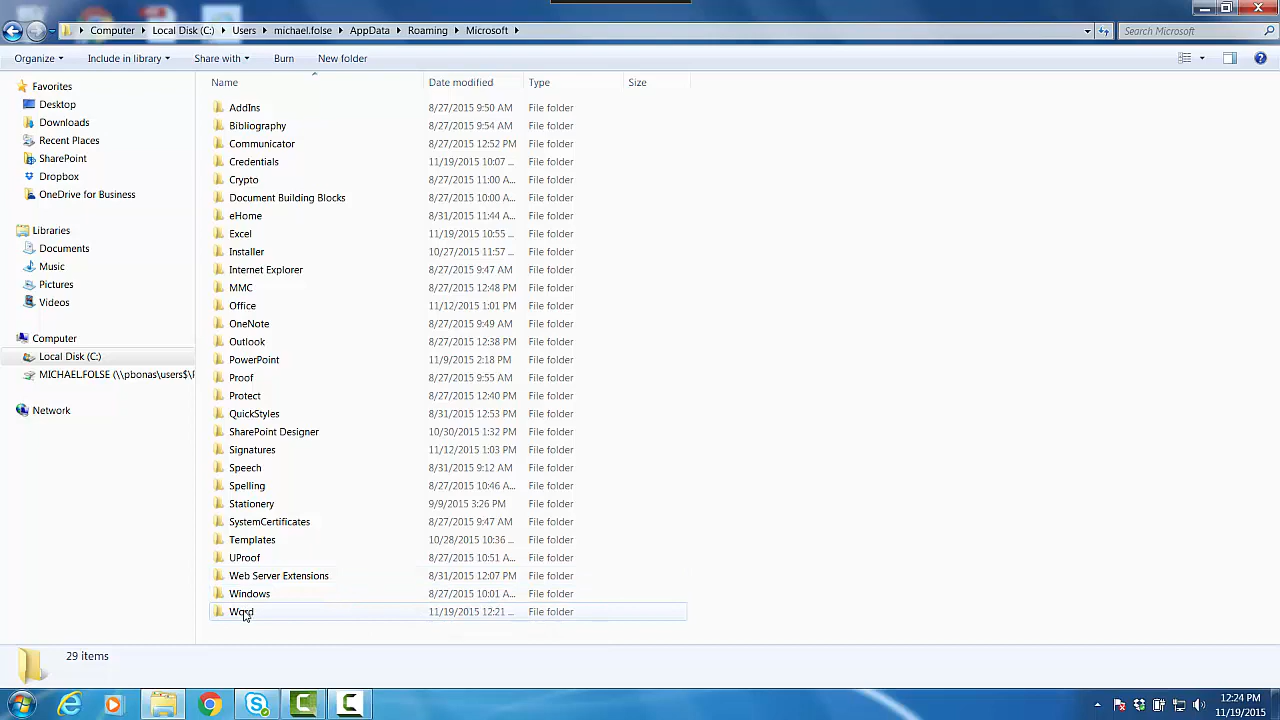 Computer ▸ Local Disk (C:) ▸ Users ▸ michael.folse ▸ AppData ▸ Roaming ▸ Microsoft ▸ Search Microsoft
Organize Include in library Share with Burn New folder
Name Date modified Type Size
Favorites
Desktop
Downloads
Recent Places
SharePoint
Dropbox
OneDrive for Business
Libraries
Documents
Music
Pictures
Videos
Computer
Local Disk (C:)
MICHAEL.FOLSE (\\pbonas\users$\
Network
AddIns 8/27/2015 9:50 AM File folder
Bibliography 8/27/2015 9:54 AM File folder
Communicator 8/27/2015 12:52 PM File folder
Credentials 11/19/2015 10:07 ... File folder
Crypto 8/27/2015 11:00 A... File folder
Document Building Blocks 8/27/2015 10:00 A... File folder
eHome 8/31/2015 11:44 A... File folder
Excel 11/19/2015 10:55 ... File folder
Installer 10/27/2015 11:57 ... File folder
Internet Explorer 8/27/2015 9:47 AM File folder
MMC 8/27/2015 12:48 PM File folder
Office 11/12/2015 1:01 PM File folder
OneNote 8/27/2015 9:49 AM File folder
Outlook 8/27/2015 12:38 PM File folder
PowerPoint 11/9/2015 2:18 PM File folder
Proof 8/27/2015 9:55 AM File folder
Protect 8/27/2015 12:40 PM File folder
QuickStyles 8/31/2015 12:53 PM File folder
SharePoint Designer 10/30/2015 1:32 PM File folder
Signatures 11/12/2015 1:03 PM File folder
Speech 8/31/2015 9:12 AM File folder
Spelling 8/27/2015 10:46 A... File folder
Stationery 9/9/2015 3:26 PM File folder
SystemCertificates 8/27/2015 9:47 AM File folder
Templates 10/28/2015 10:36 ... File folder
UProof 8/27/2015 10:51 A... File folder
Web Server Extensions 8/31/2015 12:07 PM File folder
Windows 8/27/2015 10:01 A... File folder
Word 11/19/2015 12:21 ... File folder
29 items
12:24 PM
11/19/2015